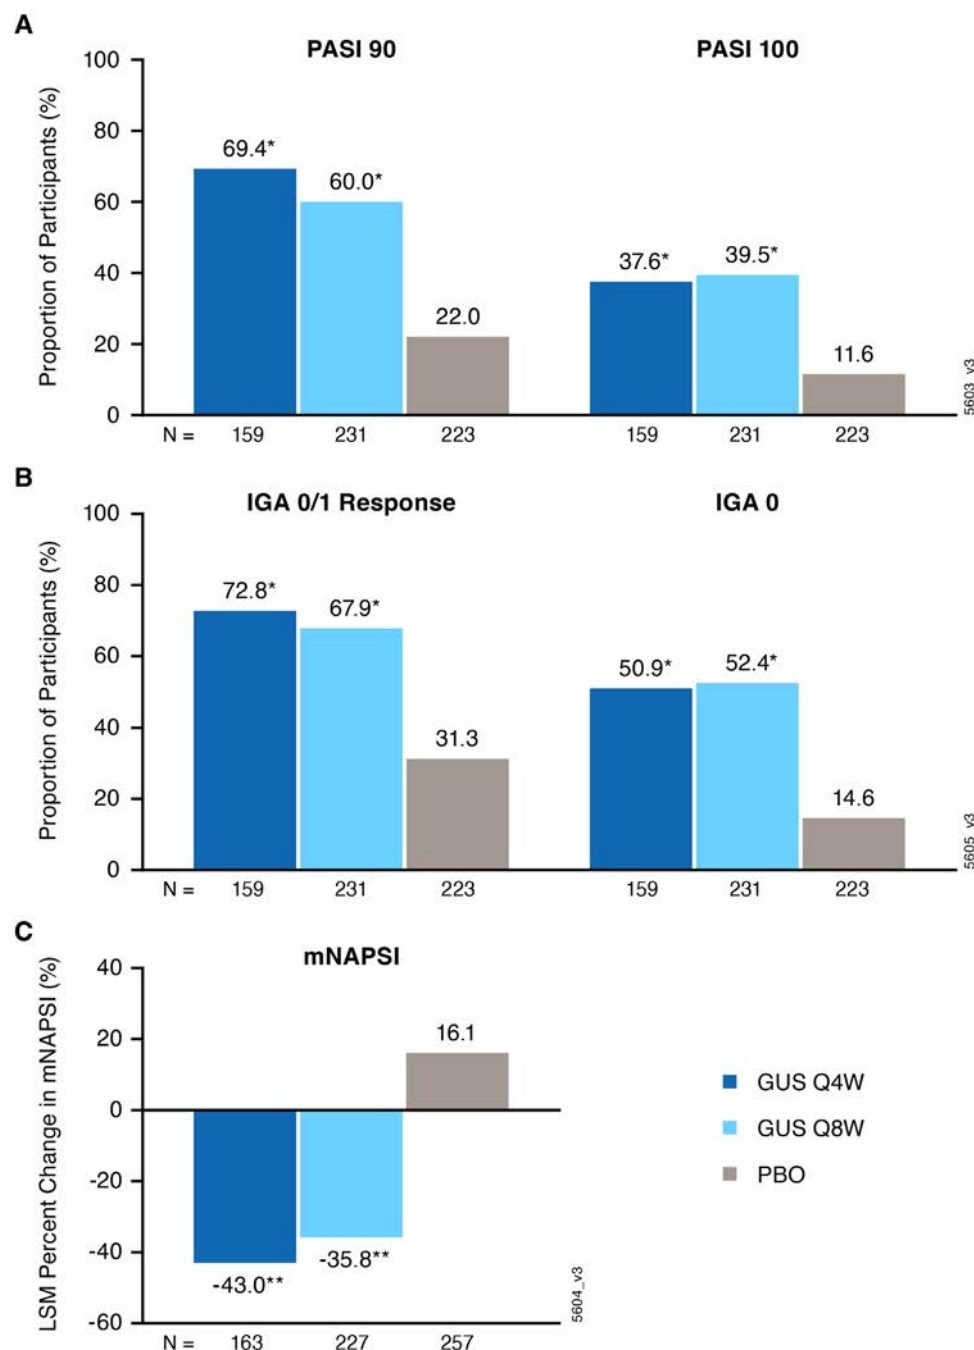 A
PASI 90
PASI 100
Proportion of Participants (%)
100
80
60
40
20
0
69.4*
60.0*
22.0
37.6*
39.5*
11.6
N = 159 231 223 159 231 223
5603_v3
B
IGA 0/1 Response
IGA 0
Proportion of Participants (%)
100
80
60
40
20
0
72.8*
67.9*
31.3
50.9*
52.4*
14.6
N = 159 231 223 159 231 223
5605_v3
C
mNAPSI
LSM Percent Change in mNAPSI (%)
40
20
0
-20
-40
-60
16.1
-43.0**
-35.8**
N = 163 227 257
5604_v3
GUS Q4W
GUS Q8W
PBO